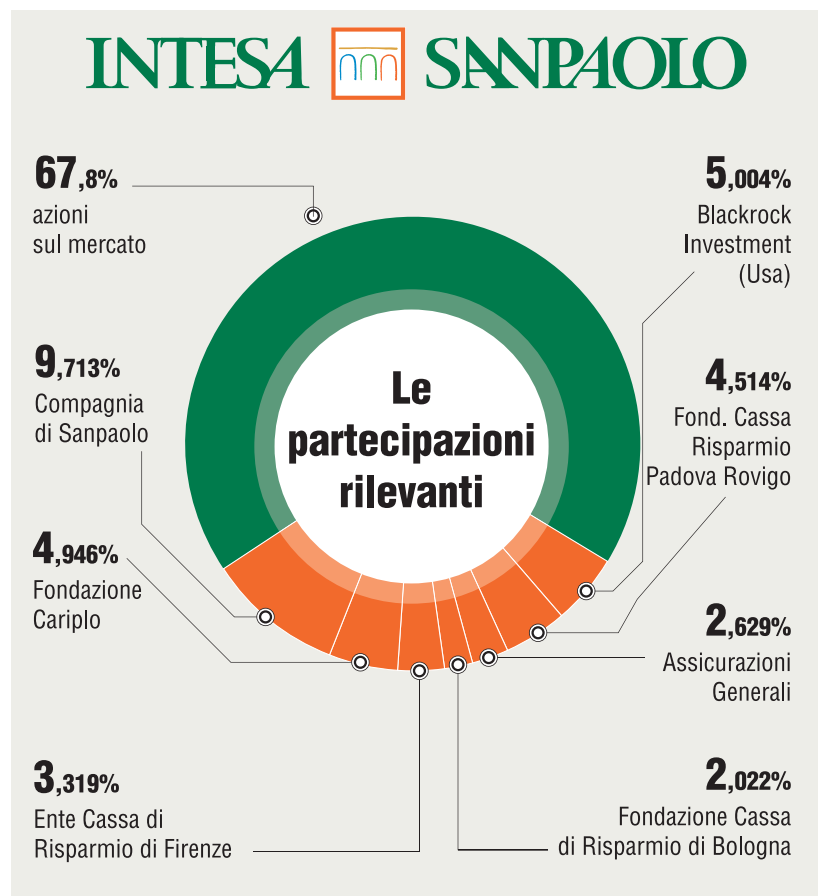 INTESA SANPAOLO
67,8%
azioni
sul mercato
9,713%
Compagnia
di Sanpaolo
4,946%
Fondazione
Cariplo
3,319%
Ente Cassa di
Risparmio di Firenze
Le
partecipazioni
rilevanti
5,004%
Blackrock
Investment
(Usa)
4,514%
Fond. Cassa
Risparmio
Padova Rovigo
2,629%
Assicurazioni
Generali
2,022%
Fondazione Cassa
di Risparmio di Bologna